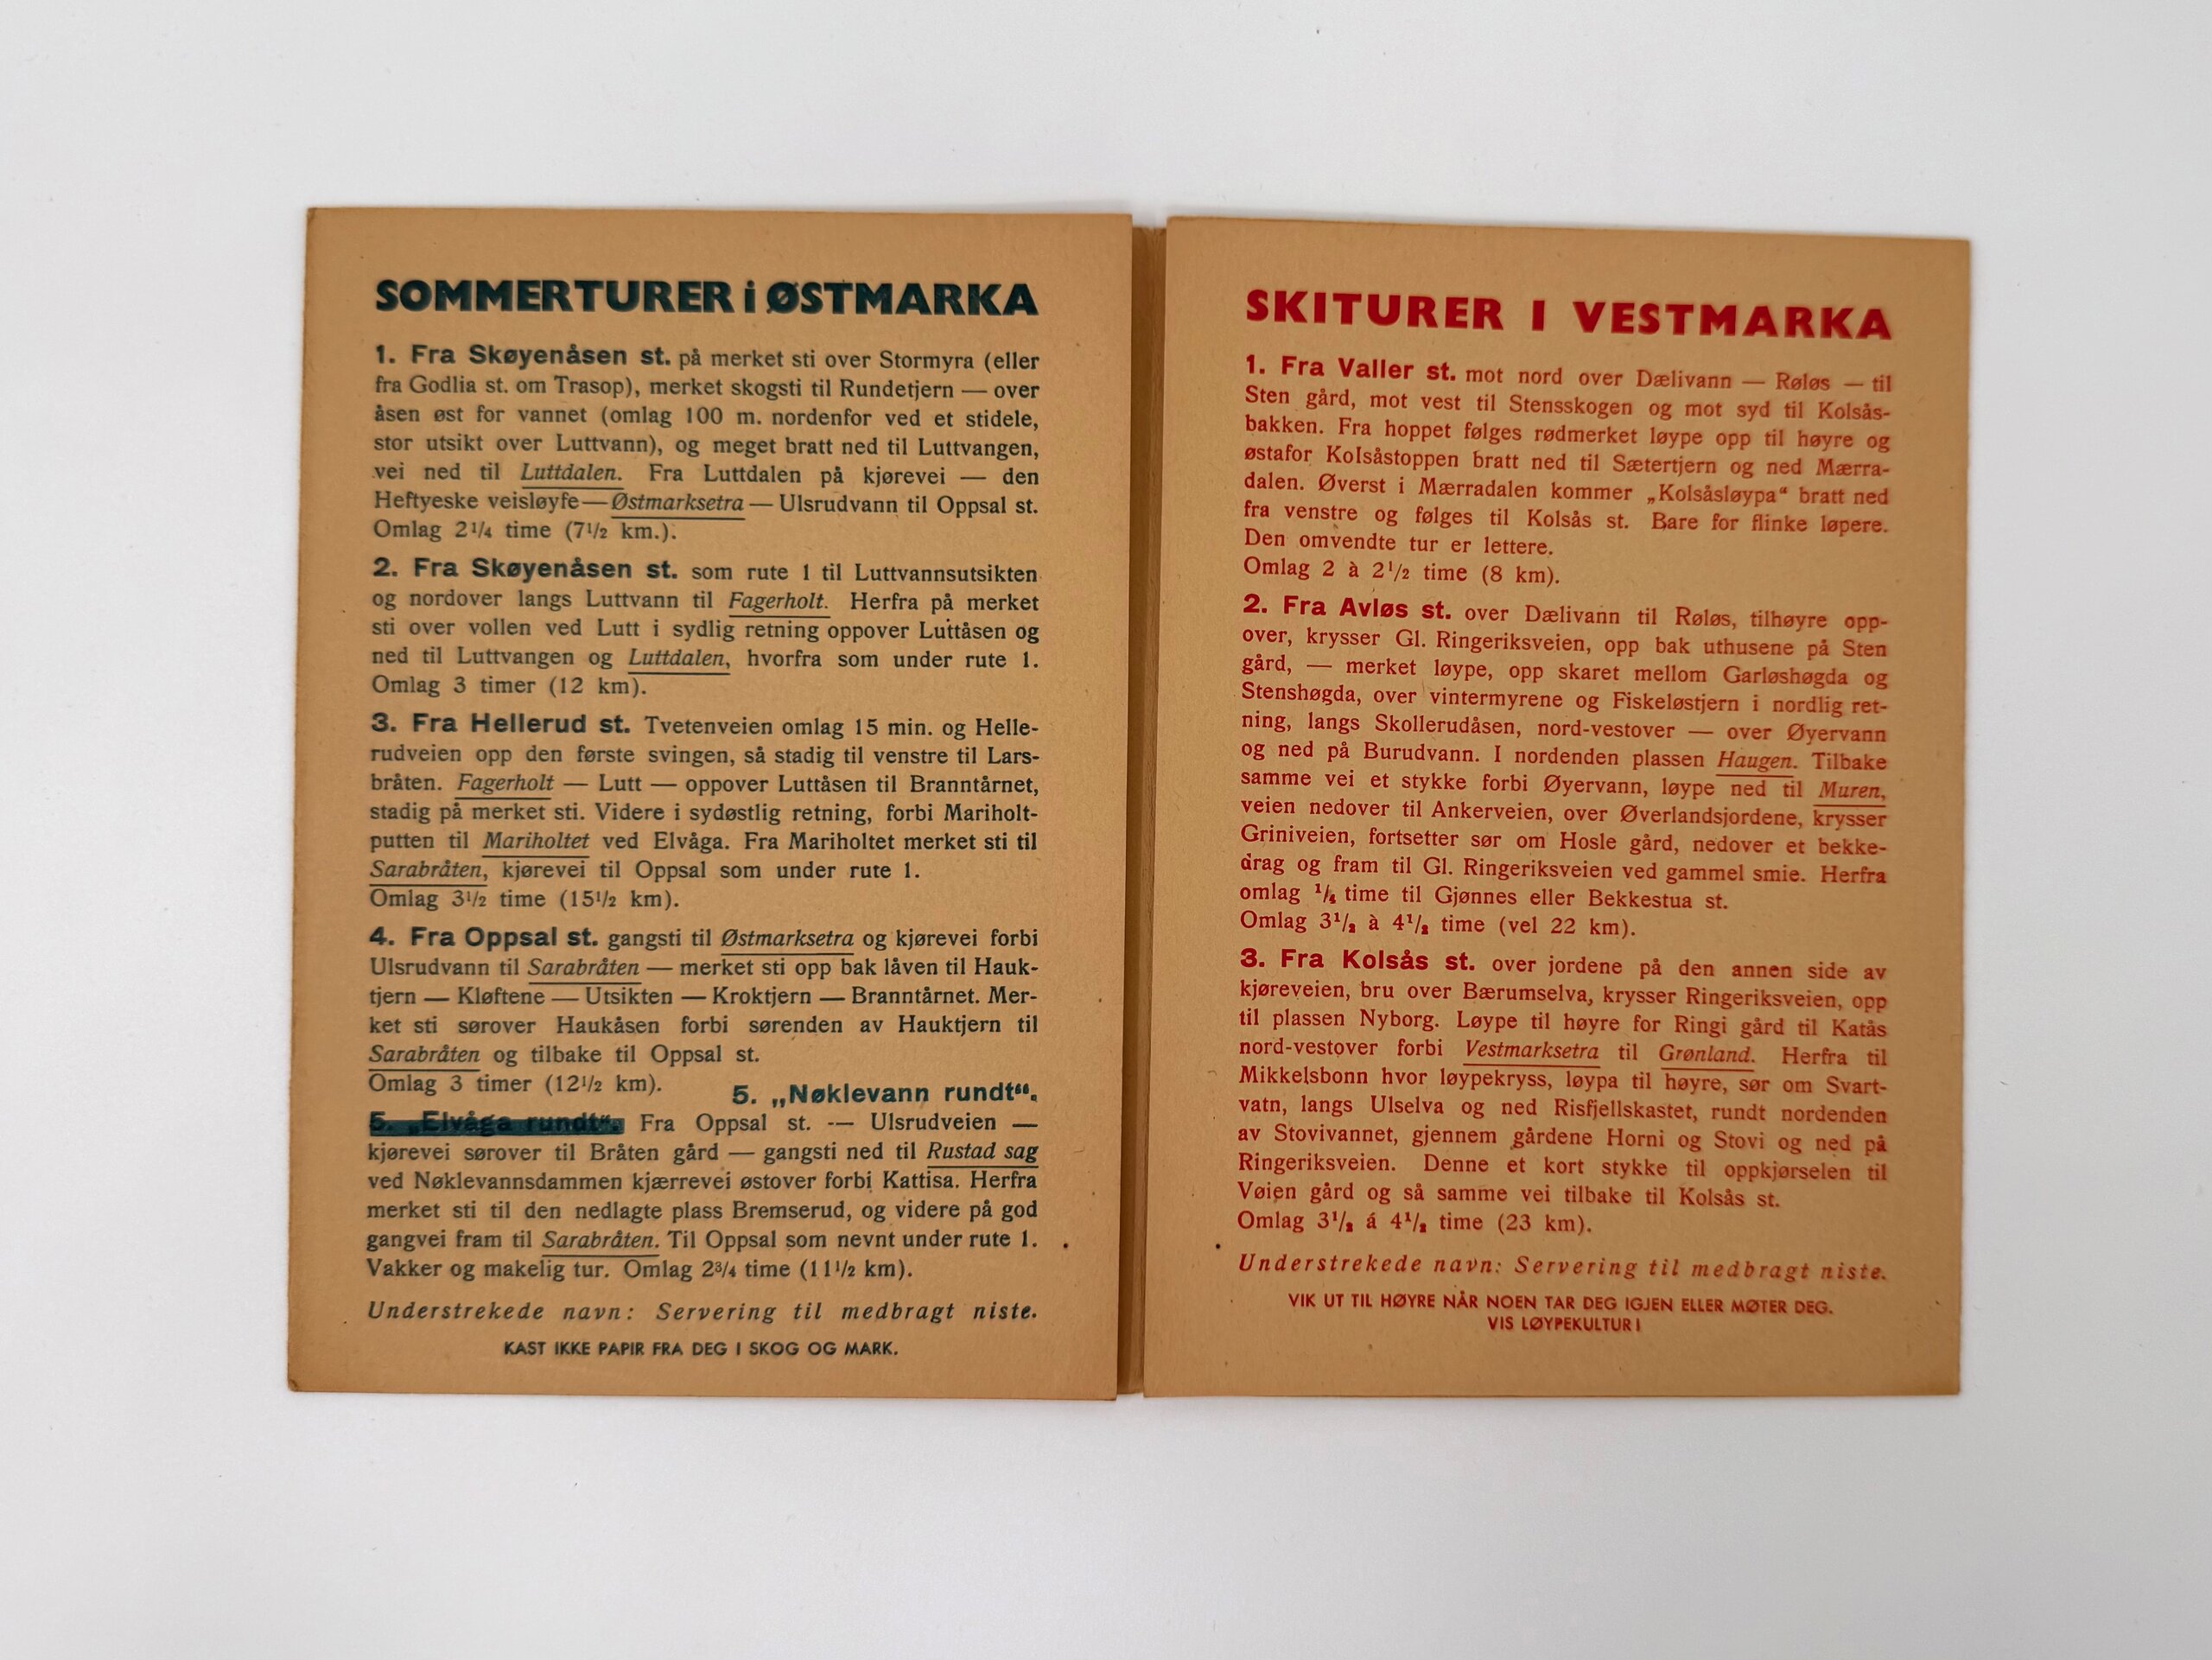 SOMMERTURER i ØSTMARKA
1. Fra Skøyenåsen st. på merket sti over Stormyra (eller
fra Godlia st. om Trasop), merket skogsti til Rundetjern — over
åsen øst for vannet (omlag 100 m. nordenfor ved et stidele,
stor utsikt over Luttvann), og meget bratt ned til Luttvangen,
vei ned til Luttdalen. Fra Luttdalen på kjørevei — den
Heftyeske veisløyfe—Østmarksetra — Ulsrudvann til Oppsal st.
Omlag 2 1/4 time (7 1/2 km.).
2. Fra Skøyenåsen st. som rute 1 til Luttvannsutsikten
og nordover langs Luttvann til Fagerholt. Herfra på merket
sti over vollen ved Lutt i sydlig retning oppover Luttåsen og
ned til Luttvangen og Luttdalen, hvorfra som under rute 1.
Omlag 3 timer (12 km).
3. Fra Hellerud st. Tvetenveien omlag 15 min. og Helle-
rudveien opp den første svingen, så stadig til venstre til Lars-
bråten. Fagerholt — Lutt — oppover Luttåsen til Branntårnet,
stadig på merket sti. Videre i sydøstlig retning, forbi Mariholt-
putten til Mariholtet ved Elvåga. Fra Mariholtet merket sti til
Sarabråten, kjørevei til Oppsal som under rute 1.
Omlag 3 1/2 time (15 1/2 km).
4. Fra Oppsal st. gangsti til Østmarksetra og kjørevei forbi
Ulsrudvann til Sarabråten — merket sti opp bak låven til Hauk-
tjern — Kløftene — Utsikten — Kroktjern — Branntårnet. Mer-
ket sti sørover Haukåsen forbi sørenden av Hauktjern til
Sarabråten og tilbake til Oppsal st.
Omlag 3 timer (12 1/2 km).
5. „Nøklevann rundt“.
5. „Elvåga rundt“. Fra Oppsal st. -— Ulsrudveien —
kjørevei sørover til Bråten gård — gangsti ned til Rustad sag
ved Nøklevannsdammen kjærrevei østover forbi Kattisa. Herfra
merket sti til den nedlagte plass Bremserud, og videre på god
gangvei fram til Sarabråten. Til Oppsal som nevnt under rute 1.
Vakker og makelig tur. Omlag 2 3/4 time (11 1/2 km).
Understrekede navn: Servering til medbragt niste.
KAST IKKE PAPIR FRA DEG I SKOG OG MARK.
SKITURER I VESTMARKA
1. Fra Valler st. mot nord over Dælivann — Røløs — til
Sten gård, mot vest til Stensskogen og mot syd til Kolsås-
bakken. Fra hoppet følges rødmerket løype opp til høyre og
østafor Kolsåstoppen bratt ned til Sætertjern og ned Mærra-
dalen. Øverst i Mærradalen kommer „Kolsåsløypa“ bratt ned
fra venstre og følges til Kolsås st. Bare for flinke løpere.
Den omvendte tur er lettere.
Omlag 2 à 2 1/2 time (8 km).
2. Fra Avløs st. over Dælivann til Røløs, tilhøyre opp-
over, krysser Gl. Ringeriksveien, opp bak uthusene på Sten
gård, — merket løype, opp skaret mellom Garløshøgda og
Stenshøgda, over vintermyrene og Fiskeløstjern i nordlig ret-
ning, langs Skollerudåsen, nord-vestover — over Øyervann
og ned på Burudvann. I nordenden plassen Haugen. Tilbake
samme vei et stykke forbi Øyervann, løype ned til Muren,
veien nedover til Ankerveien, over Øverlandsjordene, krysser
Griniveien, fortsetter sør om Hosle gård, nedover et bekke-
drag og fram til Gl. Ringeriksveien ved gammel smie. Herfra
omlag 1/4 time til Gjønnes eller Bekkestua st.
Omlag 3 1/2 à 4 1/2 time (vel 22 km).
3. Fra Kolsås st. over jordene på den annen side av
kjøreveien, bru over Bærumselva, krysser Ringeriksveien, opp
til plassen Nyborg. Løype til høyre for Ringi gård til Katås
nord-vestover forbi Vestmarksetra til Grønland. Herfra til
Mikkelsbonn hvor løypekryss, løypa til høyre, sør om Svart-
vatn, langs Ulselva og ned Risfjellskastet, rundt nordenden
av Stovivannet, gjennem gårdene Horni og Stovi og ned på
Ringeriksveien. Denne et kort stykke til oppkjørselen til
Vøien gård og så samme vei tilbake til Kolsås st.
Omlag 3 1/2 á 4 1/2 time (23 km).
Understrekede navn: Servering til medbragt niste.
VIK UT TIL HØYRE NÅR NOEN TAR DEG IGJEN ELLER MØTER DEG.
VIS LØYPEKULTUR!